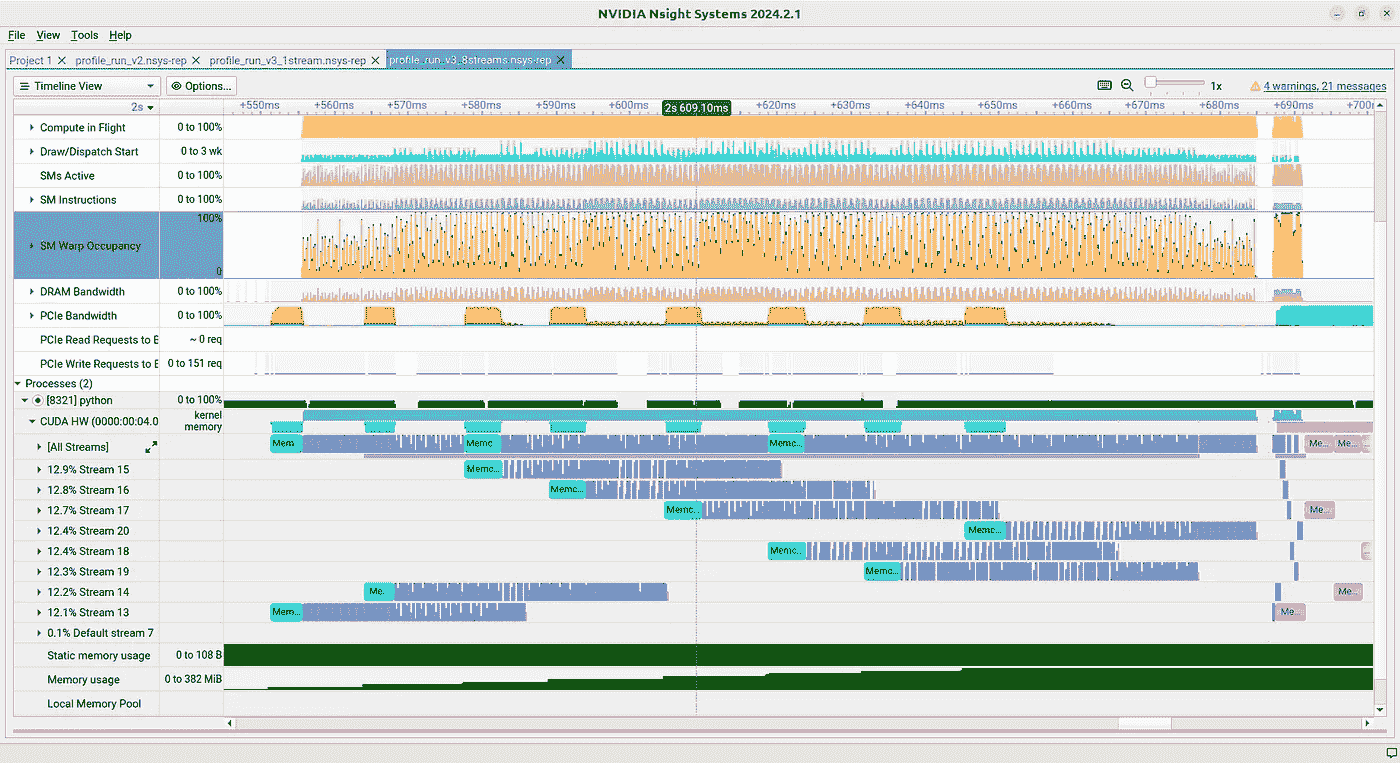 NVIDIA Nsight Systems 2024.2.1
File View Tools Help
Project 1 profile_run_v2.nsys-rep profile_run_v3_1stream.nsys-rep profile_run_v3_8streams.nsys-rep
Timeline View Options... 1x 4 warnings, 21 messages
2s +550ms +560ms +570ms +580ms +590ms +600ms 2s 609.10ms +620ms +630ms +640ms +650ms +660ms +670ms +680ms +690ms +700m
Compute in Flight 0 to 100%
Draw/Dispatch Start 0 to 3 wk
SMs Active 0 to 100%
SM Instructions 0 to 100%
100%
SM Warp Occupancy
0
DRAM Bandwidth 0 to 100%
PCIe Bandwidth 0 to 100%
PCIe Read Requests to E ~ 0 req
PCIe Write Requests to E 0 to 151 req
Processes (2)
[8321] python 0 to 100%
CUDA HW (0000:00:04.0 kernel
memory
[All Streams] Mem Memc Memc... Me... Me...
12.9% Stream 15 Memc...
12.8% Stream 16 Memc...
12.7% Stream 17 Memc... Me...
12.4% Stream 20 Memc...
12.4% Stream 18 Memc...
12.3% Stream 19 Memc...
12.2% Stream 14 Me. Me...
12.1% Stream 13 Mem... Me...
0.1% Default stream 7
Static memory usage 0 to 108 B
Memory usage 0 to 382 MiB
Local Memory Pool